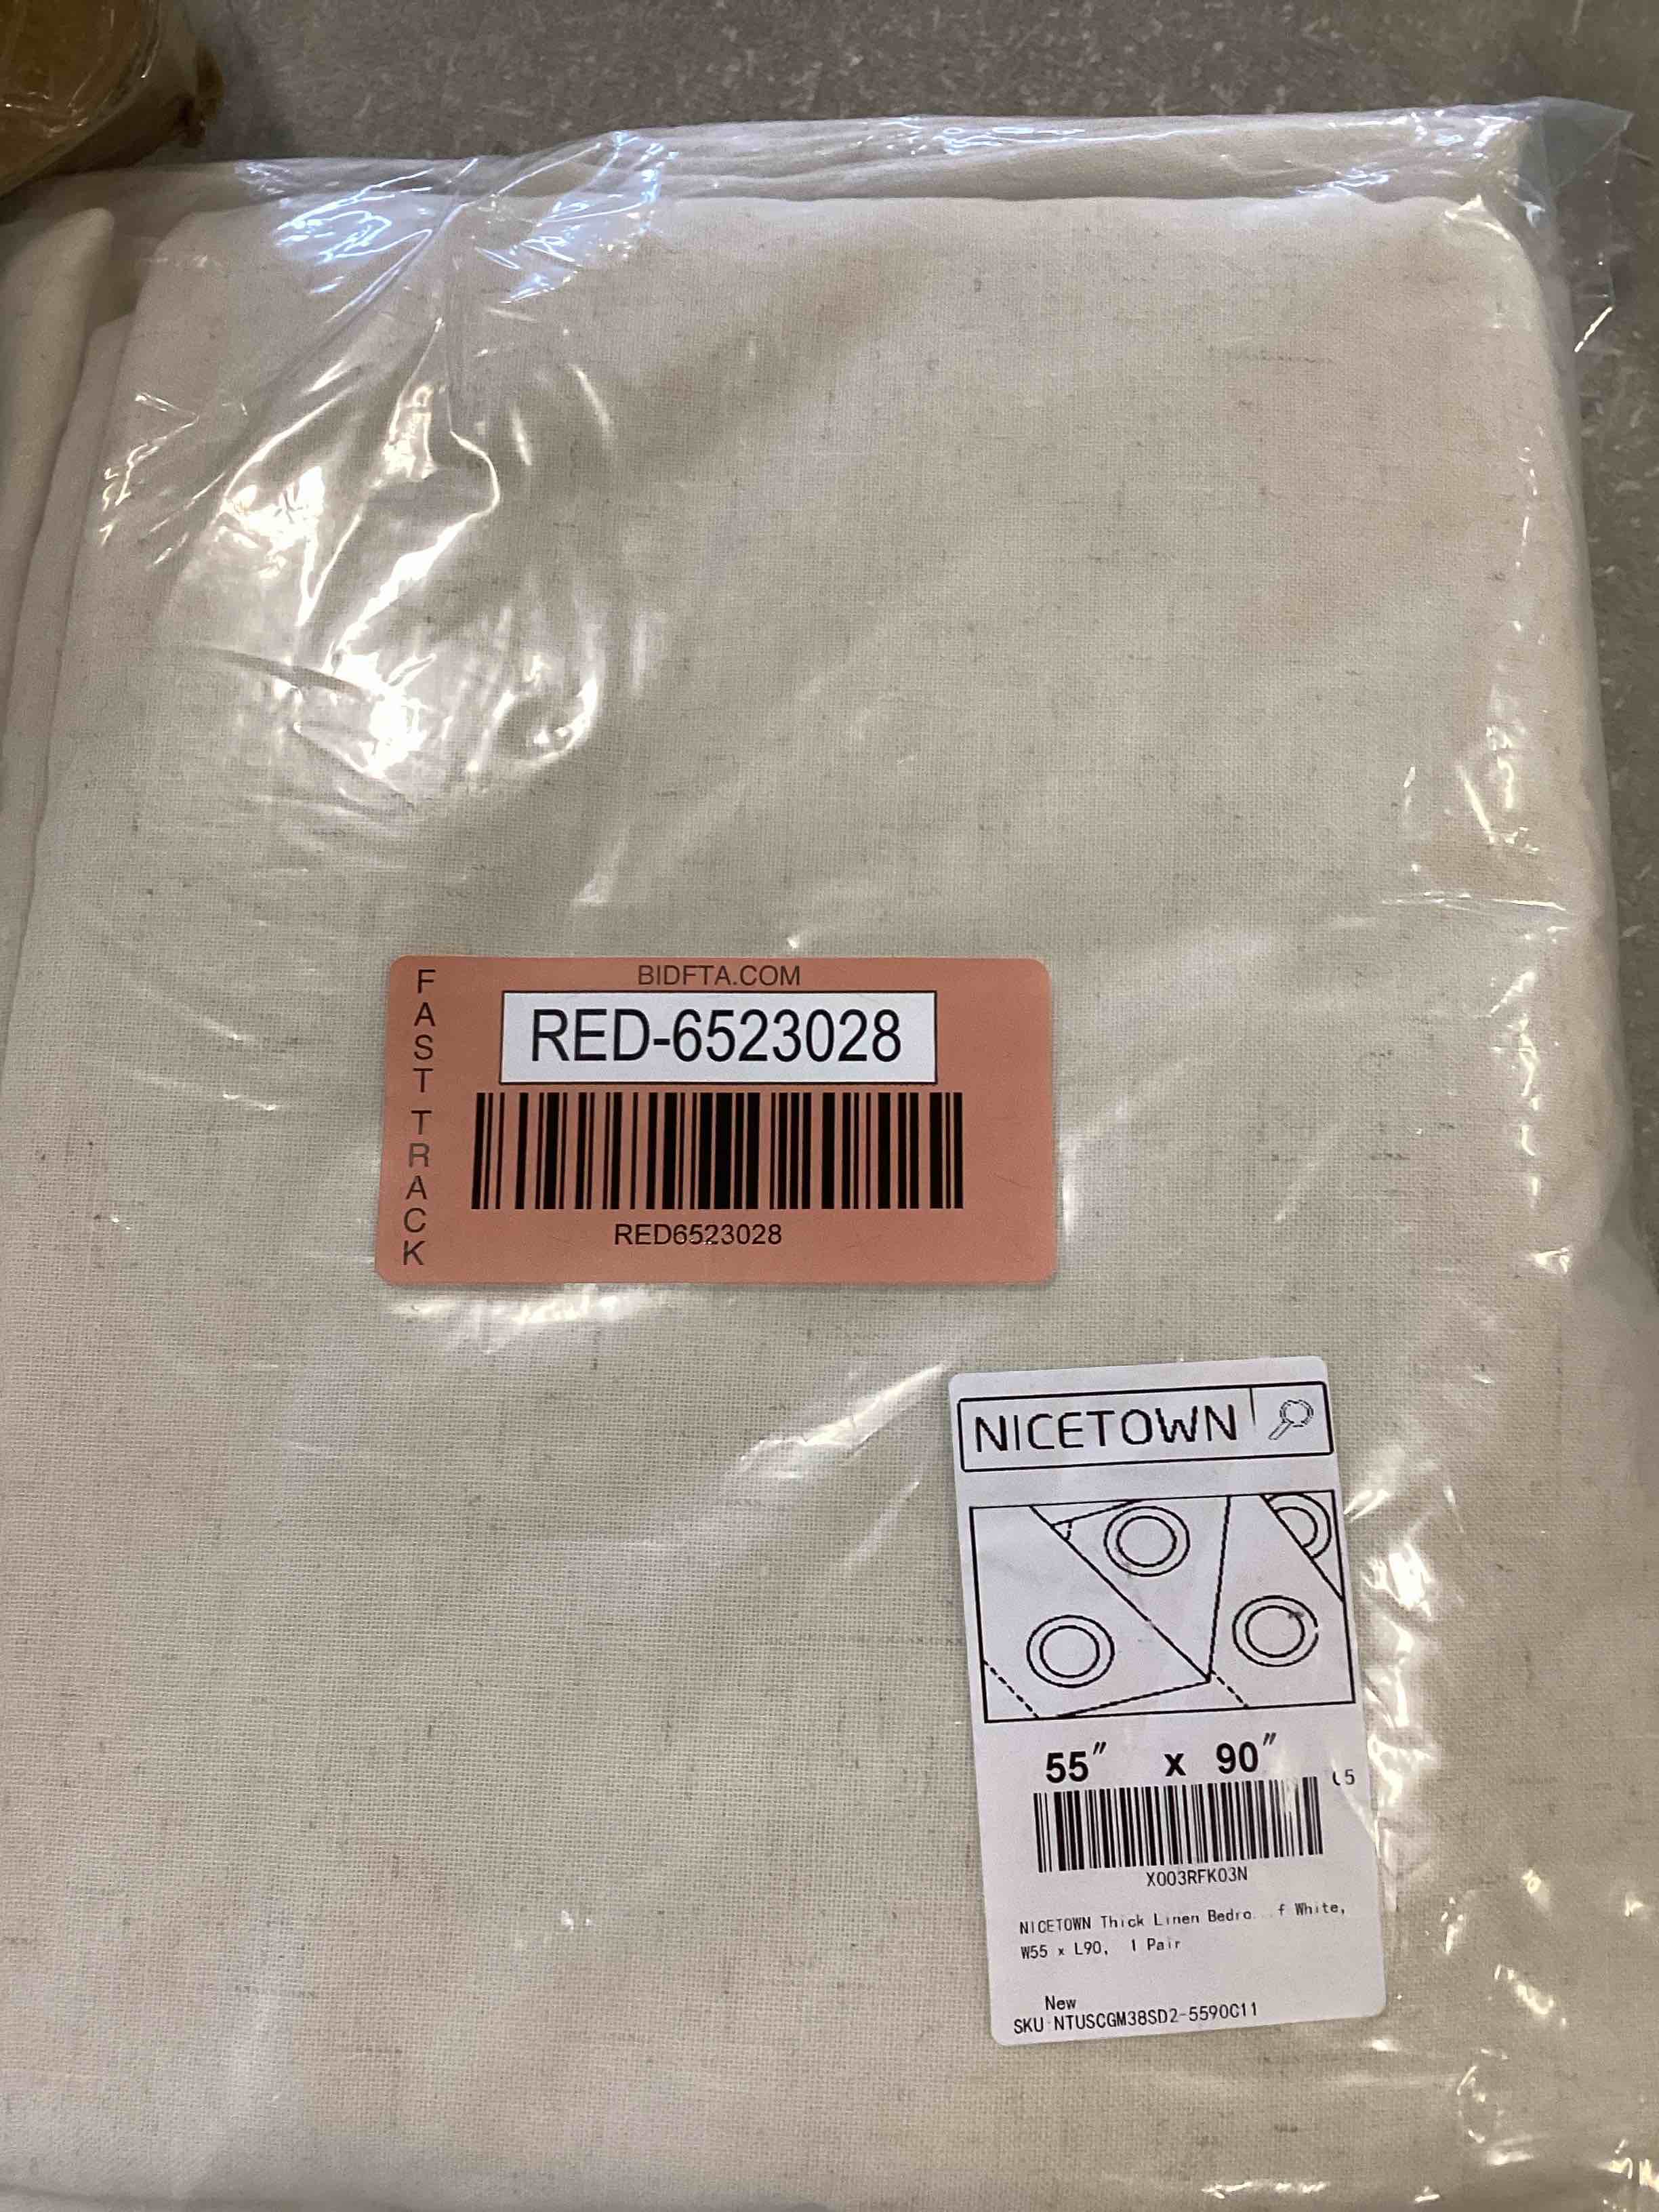 BIDFTA.COM
FAST TRACK
RED-6523028
RED6523028
NICETOWN
55" x 90"
X003RFK03N
NICETOWN Thick Linen Bedro...f White,
W55 x L90, 1 Pair
New
SKU NTUSCGM38SD2-5590C11